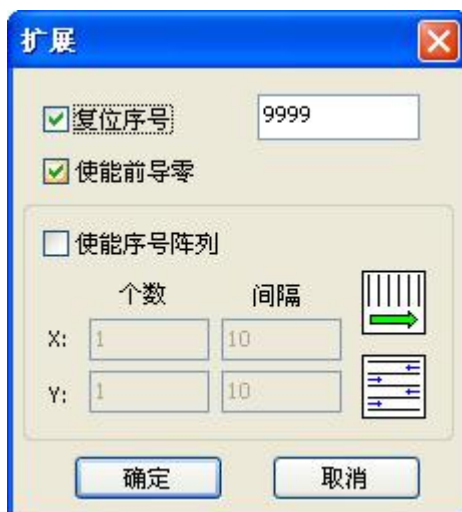 扩展
复位序号 9999
使能前导零
使能序号阵列
个数 间隔
X: 1 10
Y: 1 10
确定 取消